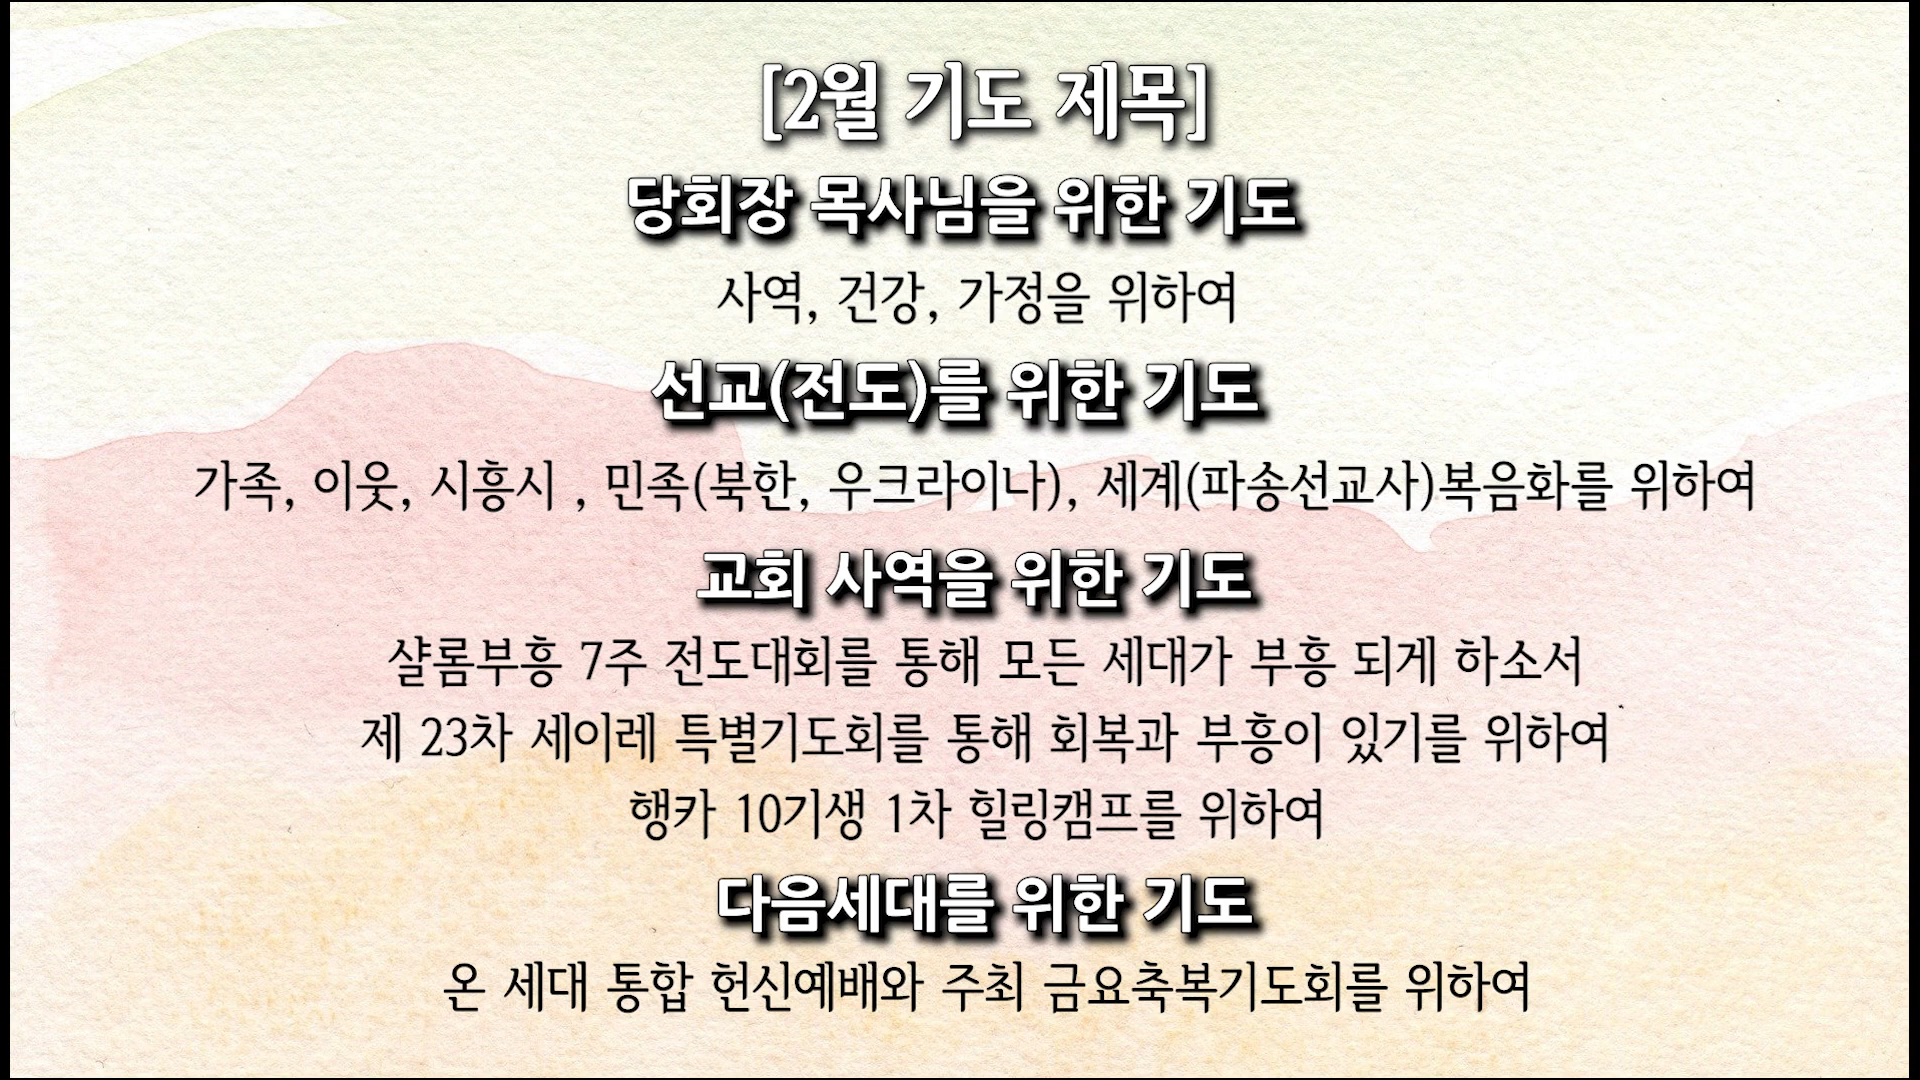 [2월 기도 제목]
당회장 목사님을 위한 기도
사역, 건강, 가정을 위하여
선교(전도)를 위한 기도
가족, 이웃, 시흥시 , 민족(북한, 우크라이나), 세계(파송선교사)복음화를 위하여
교회 사역을 위한 기도
샬롬부흥 7주 전도대회를 통해 모든 세대가 부흥 되게 하소서
제 23차 세이레 특별기도회를 통해 회복과 부흥이 있기를 위하여
행카 10기생 1차 힐링캠프를 위하여
다음세대를 위한 기도
온 세대 통합 헌신예배와 주최 금요축복기도회를 위하여